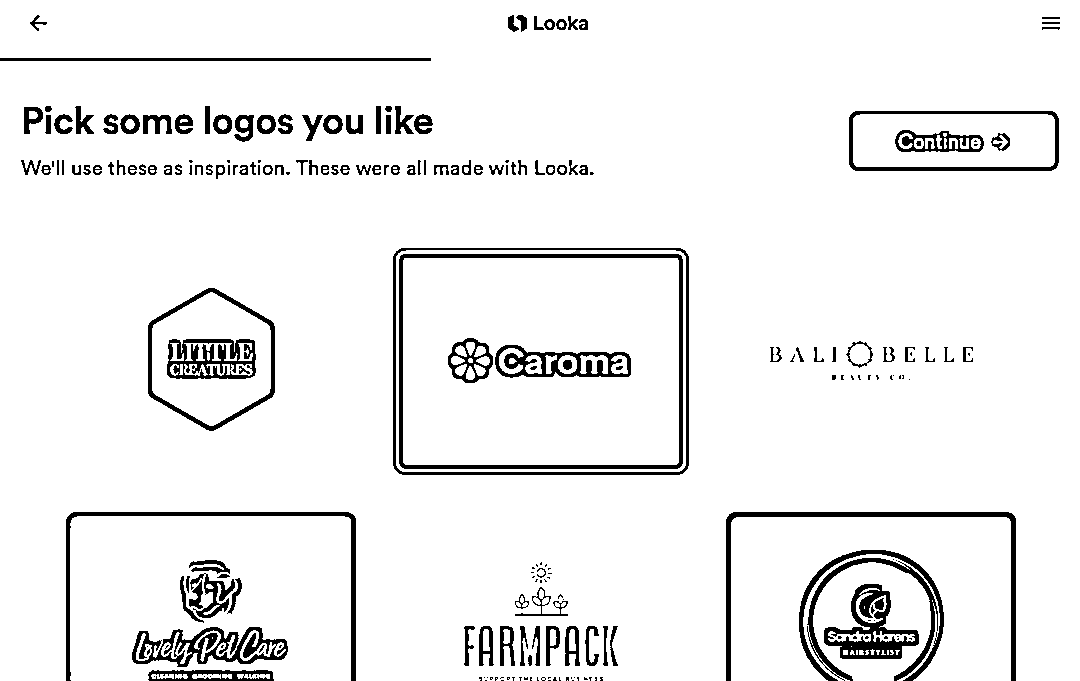 Looka
Pick some logos you like
Continue
We'll use these as inspiration. These were all made with Looka.
LITTLE
CREATURES
Caroma
BALI BELLE
BEAUTY CO.
Lovely Pet Care
CLEANING GROOMING WALKING
FARMPACK
SUPPORT THE LOCAL BUSINESS
Sandra Harens
HAIRSTYLIST